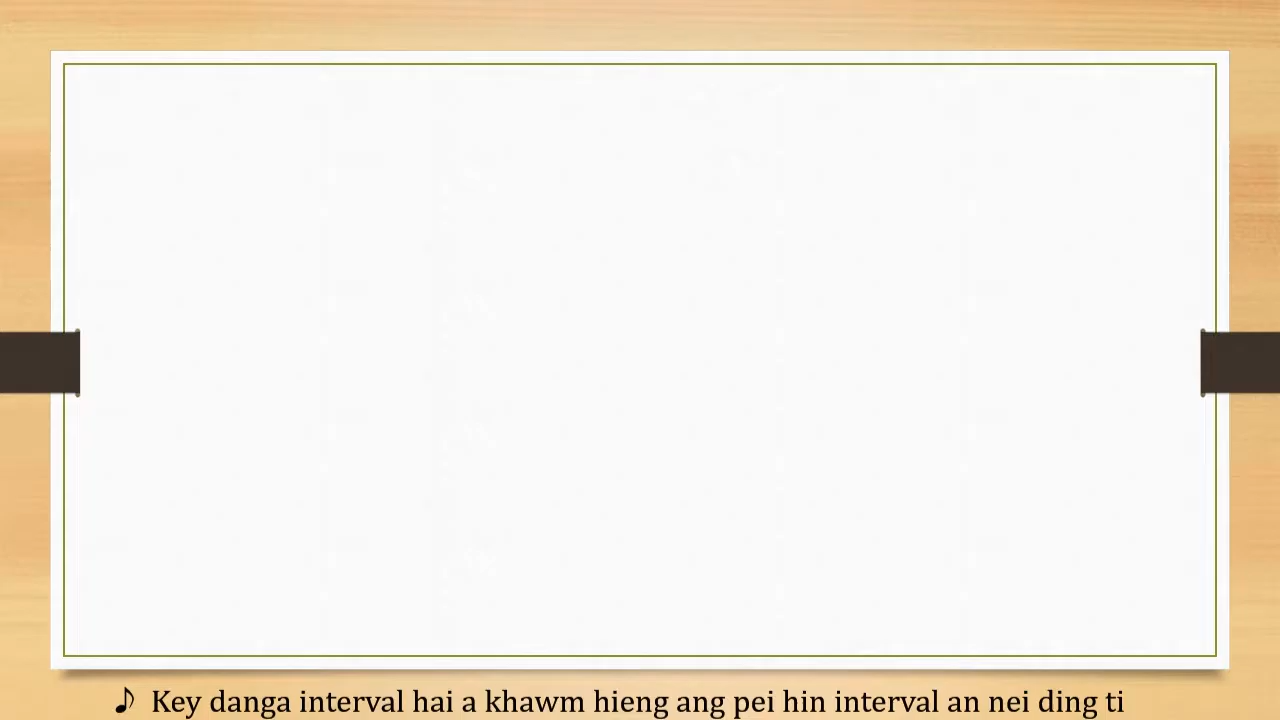 ♪ Key danga interval hai a khawm hieng ang pei hin interval an nei ding ti